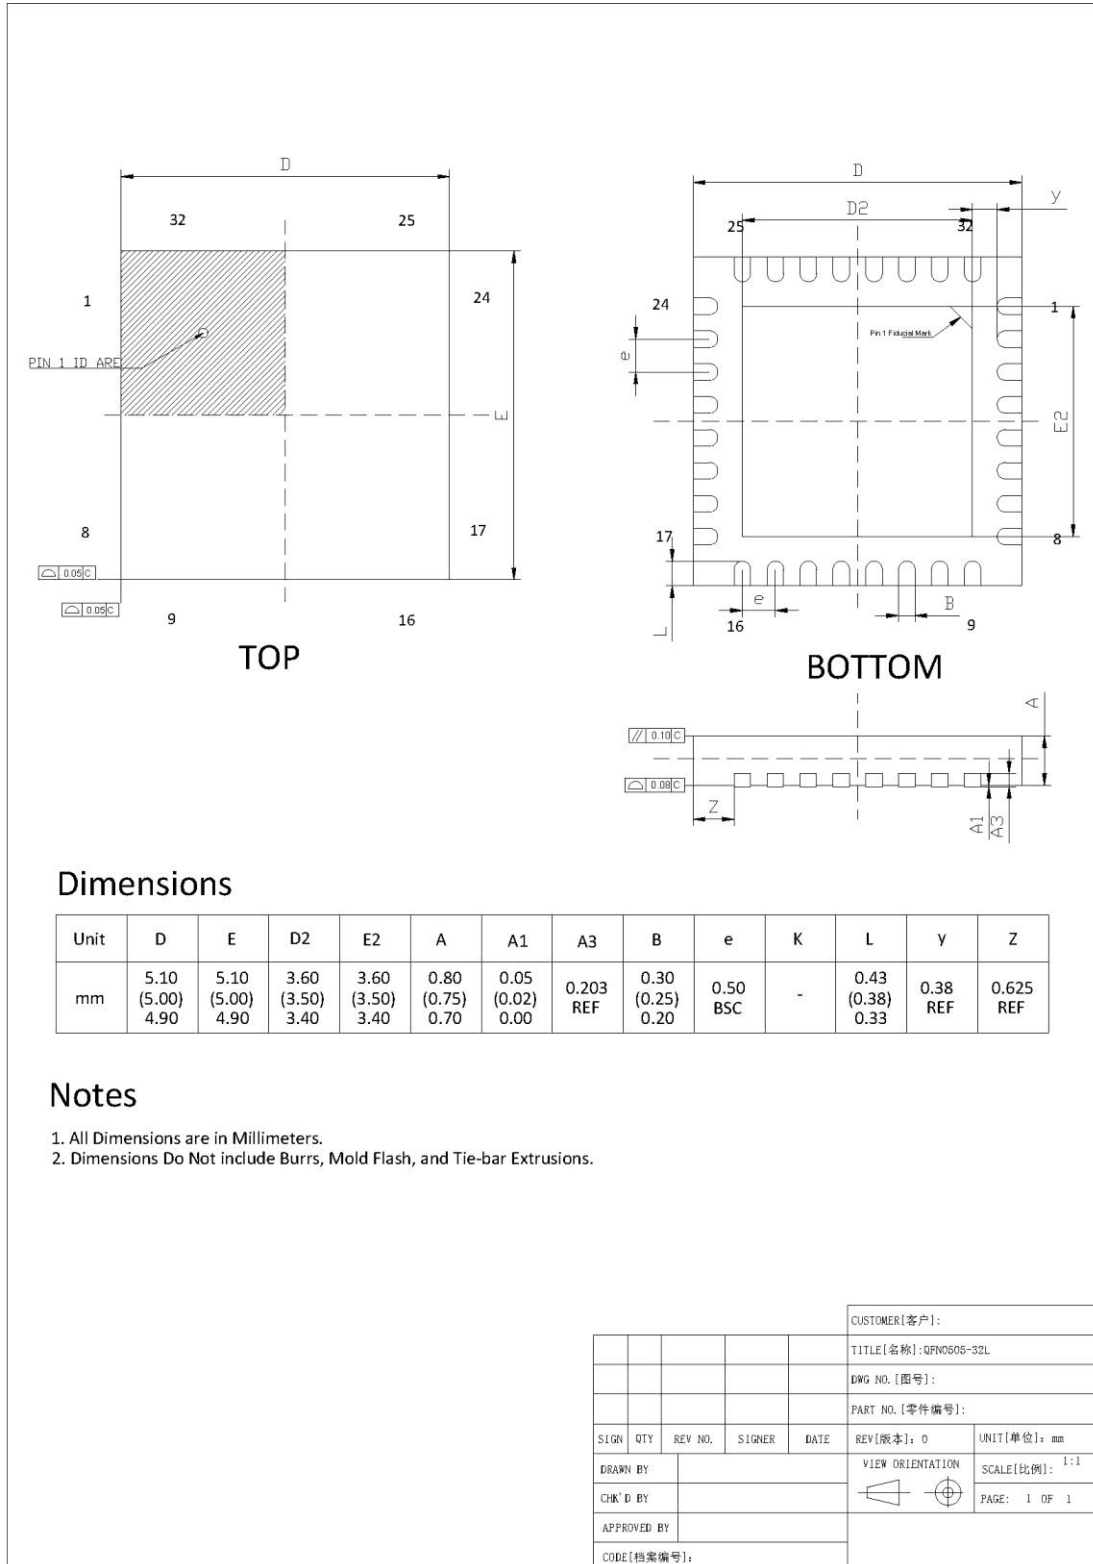 D
32 25
1 24
PIN 1 ID ARE
E
8 17
0.05 C
0.05 C
9 16
TOP
D
D2 y
25 32
24 1
Pin 1 Fiducial Mark
e
E2
17 8
L e B
16 9
BOTTOM
A
// 0.10 C
0.08 C
Z
A1
A3
Dimensions
Unit D E D2 E2 A A1 A3 B e K L y Z
mm 5.10 (5.00) 4.90 5.10 (5.00) 4.90 3.60 (3.50) 3.40 3.60 (3.50) 3.40 0.80 (0.75) 0.70 0.05 (0.02) 0.00 0.203 REF 0.30 (0.25) 0.20 0.50 BSC - 0.43 (0.38) 0.33 0.38 REF 0.625 REF
Notes
1. All Dimensions are in Millimeters.
2. Dimensions Do Not include Burrs, Mold Flash, and Tie-bar Extrusions.
CUSTOMER[客户]:
TITLE[名称]:QFN0505-32L
DWG NO.[图号]:
PART NO.[零件编号]:
SIGN QTY REV NO. SIGNER DATE REV[版本]: 0 UNIT[单位]: mm
DRAWN BY VIEW ORIENTATION SCALE[比例]: 1:1
CHK'D BY PAGE: 1 OF 1
APPROVED BY
CODE[档案编号]: